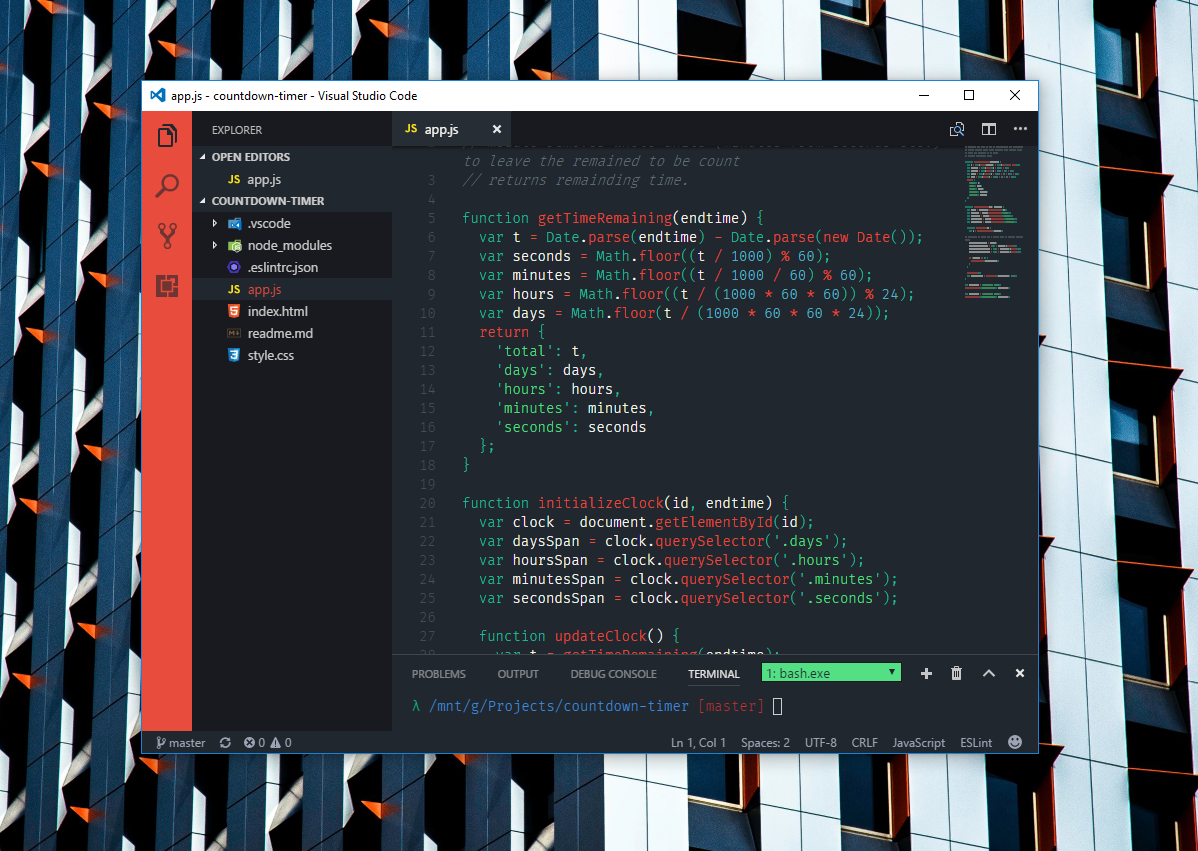 app.js - countdown-timer - Visual Studio Code
EXPLORER
OPEN EDITORS
JS app.js
COUNTDOWN-TIMER
.vscode
node_modules
.eslintrc.json
JS app.js
index.html
M↓ readme.md
style.css
JS app.js
to leave the remained to be count
3 // returns remainding time.
4
5 function getTimeRemaining(endtime) {
6 var t = Date.parse(endtime) - Date.parse(new Date());
7 var seconds = Math.floor((t / 1000) % 60);
8 var minutes = Math.floor((t / 1000 / 60) % 60);
9 var hours = Math.floor((t / (1000 * 60 * 60)) % 24);
10 var days = Math.floor(t / (1000 * 60 * 60 * 24));
11 return {
12 'total': t,
13 'days': days,
14 'hours': hours,
15 'minutes': minutes,
16 'seconds': seconds
17 };
18 }
19
20 function initializeClock(id, endtime) {
21 var clock = document.getElementById(id);
22 var daysSpan = clock.querySelector('.days');
23 var hoursSpan = clock.querySelector('.hours');
24 var minutesSpan = clock.querySelector('.minutes');
25 var secondsSpan = clock.querySelector('.seconds');
26
27 function updateClock() {
28 var t = getTimeRemaining(endtime);
PROBLEMS OUTPUT DEBUG CONSOLE TERMINAL 1: bash.exe
λ /mnt/g/Projects/countdown-timer [master]
master 0 0 Ln 1, Col 1 Spaces: 2 UTF-8 CRLF JavaScript ESLint